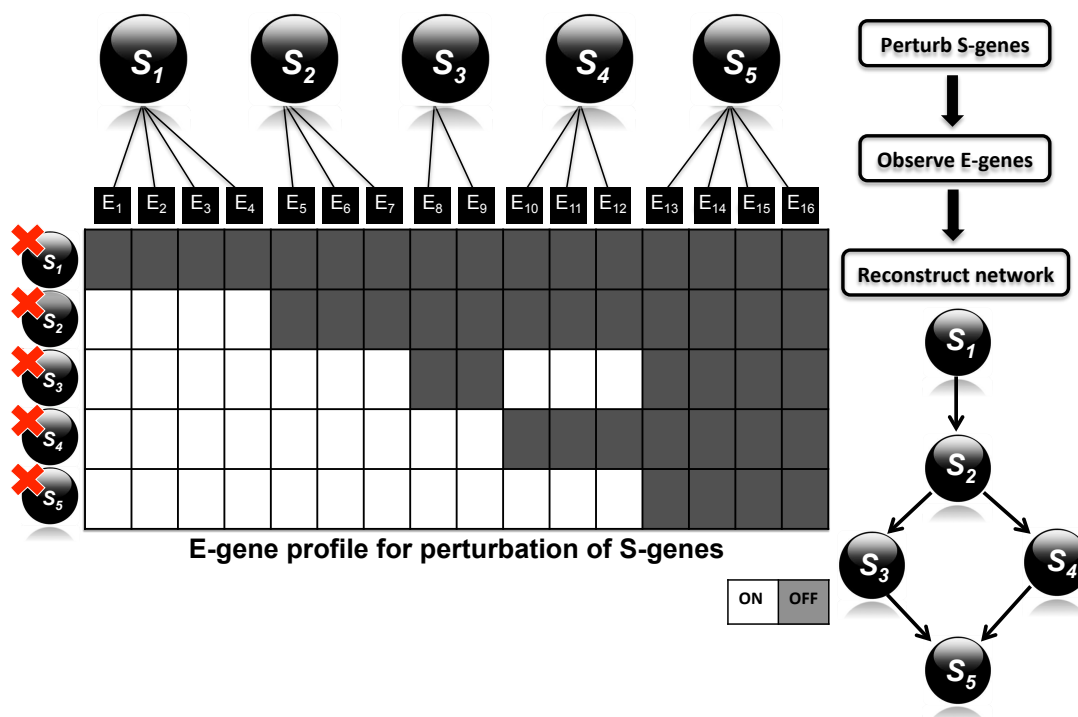 S1 S2 S3 S4 S5
E1 E2 E3 E4 E5 E6 E7 E8 E9 E10 E11 E12 E13 E14 E15 E16
S1
S2
S3
S4
S5
E-gene profile for perturbation of S-genes
ON OFF
Perturb S-genes
Observe E-genes
Reconstruct network
S1
S2
S3 S4
S5